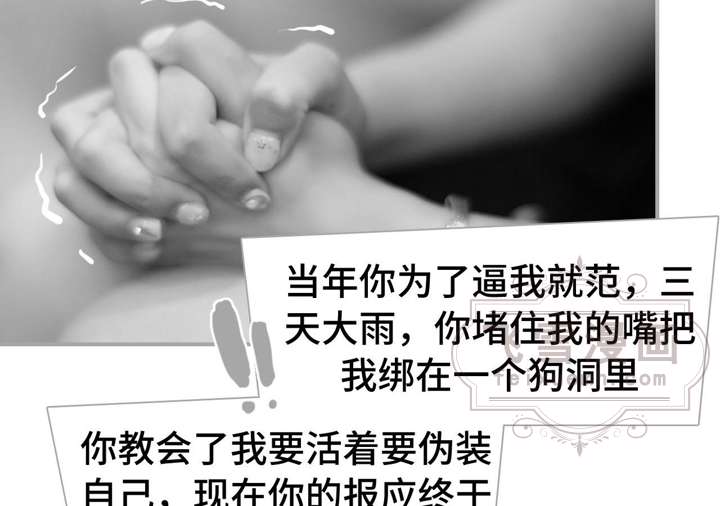 当年你为了逼我就范，三
天大雨，你堵住我的嘴把
我绑在一个狗洞里
你教会了我要活着要伪装
自己，现在你的报应终于